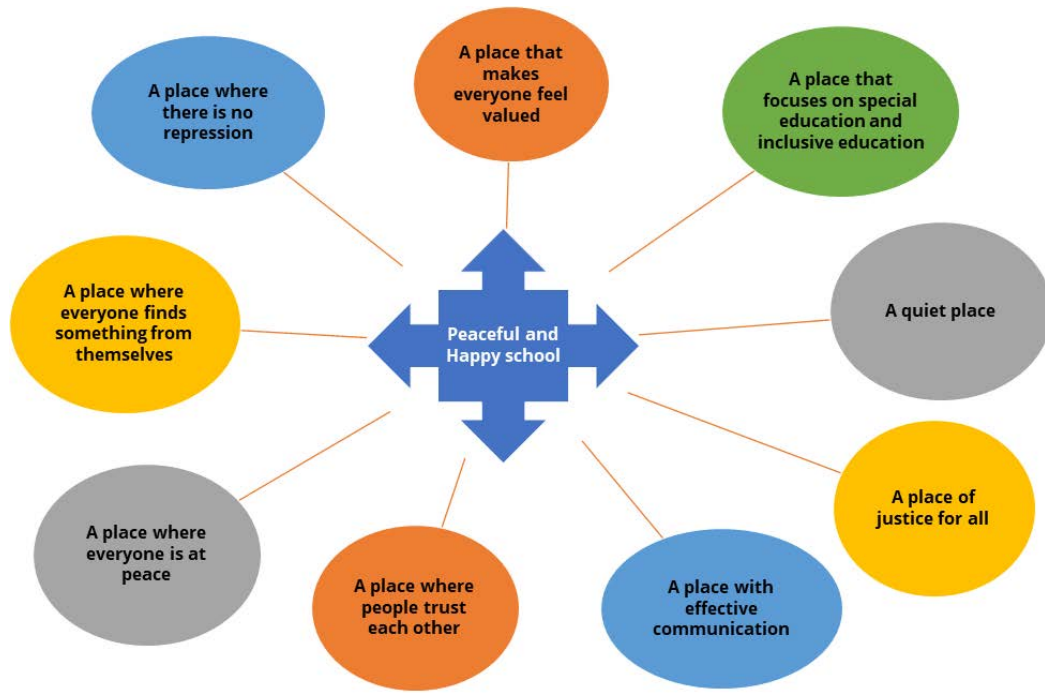 A place that
makes
everyone feel
valued
A place where
there is no
repression
A place that
focuses on special
education and
inclusive education
A place where
everyone finds
something from
themselves
Peaceful and
Happy school
A quiet place
A place where
everyone is at
peace
A place where
people trust
each other
A place with
effective
communication
A place of
justice for all